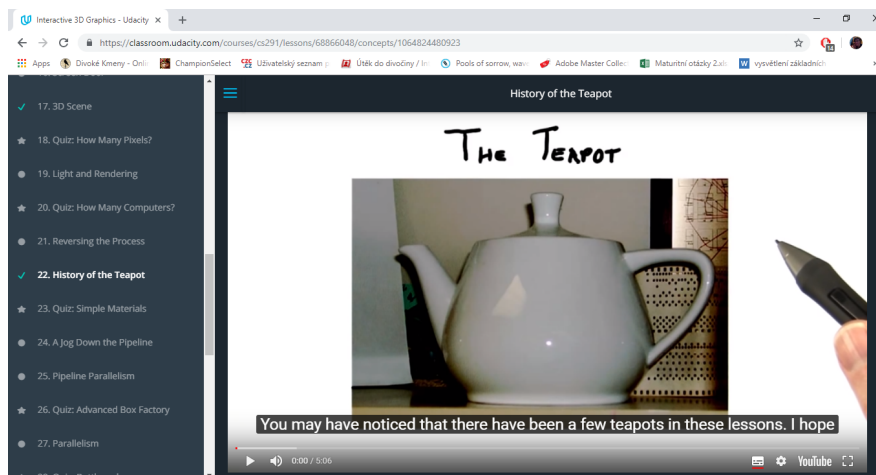 Interactive 3D Graphics - Udacity
https://classroom.udacity.com/courses/cs291/lessons/68866048/concepts/1064824480923
14
Apps
Divoké Kmeny - Onli
ChampionSelect
Uživatelský seznam p
Útěk do divočiny / In
Pools of sorrow, wave
Adobe Master Collec
Maturitní otázky 2.xls
vysvětlení základních
17. 3D Scene
18. Quiz: How Many Pixels?
19. Light and Rendering
20. Quiz: How Many Computers?
21. Reversing the Process
22. History of the Teapot
23. Quiz: Simple Materials
24. A Jog Down the Pipeline
25. Pipeline Parallelism
26. Quiz: Advanced Box Factory
27. Parallelism
History of the Teapot
THE TEAPOT
You may have noticed that there have been a few teapots in these lessons. I hope
0:00 / 5:06
YouTube